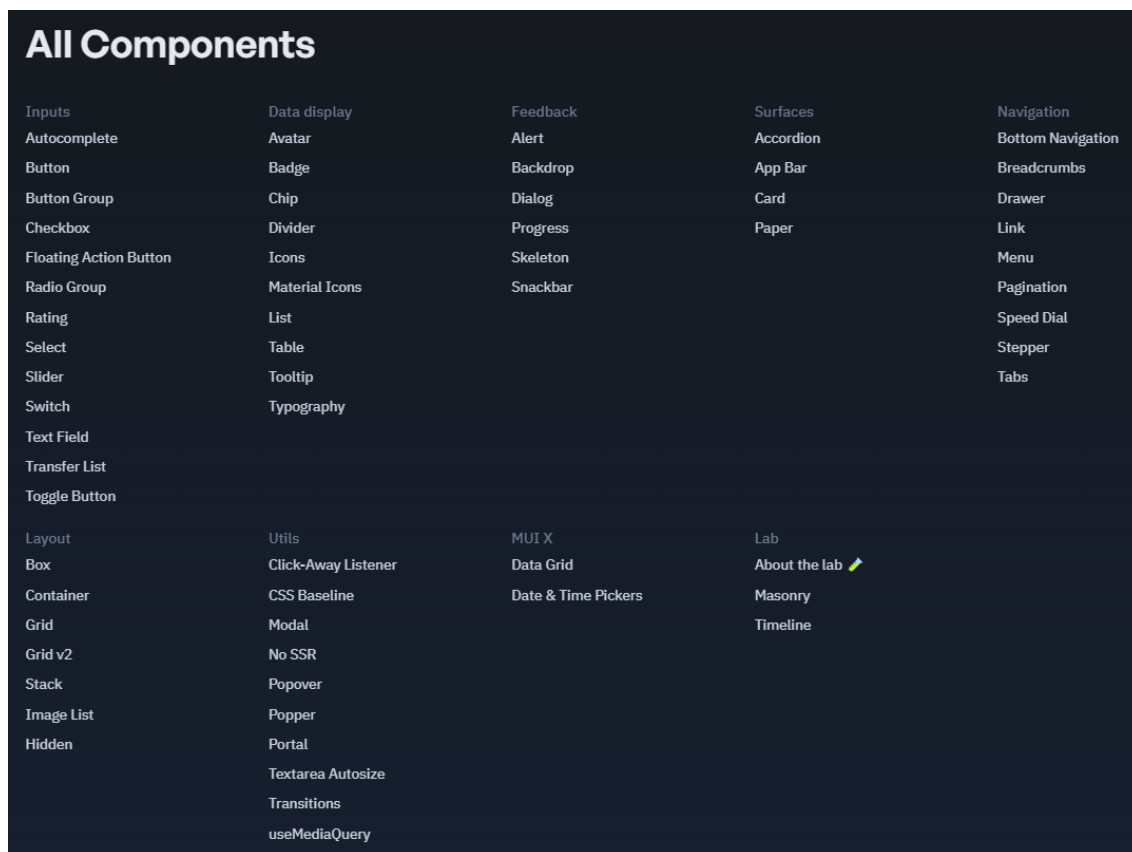 All Components
Inputs
Autocomplete
Button
Button Group
Checkbox
Floating Action Button
Radio Group
Rating
Select
Slider
Switch
Text Field
Transfer List
Toggle Button
Data display
Avatar
Badge
Chip
Divider
Icons
Material Icons
List
Table
Tooltip
Typography
Feedback
Alert
Backdrop
Dialog
Progress
Skeleton
Snackbar
Surfaces
Accordion
App Bar
Card
Paper
Navigation
Bottom Navigation
Breadcrumbs
Drawer
Link
Menu
Pagination
Speed Dial
Stepper
Tabs
Layout
Box
Container
Grid
Grid v2
Stack
Image List
Hidden
Utils
Click-Away Listener
CSS Baseline
Modal
No SSR
Popover
Popper
Portal
Textarea Autosize
Transitions
useMediaQuery
MUI X
Data Grid
Date & Time Pickers
Lab
About the lab 🧪
Masonry
Timeline